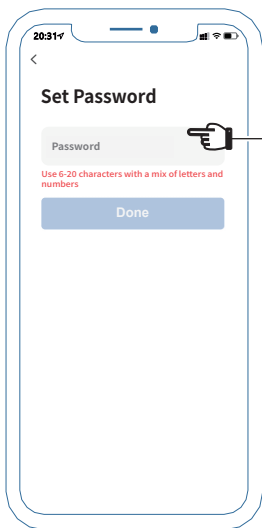 20:31
Set Password
Password
Use 6-20 characters with a mix of letters and
numbers
Done